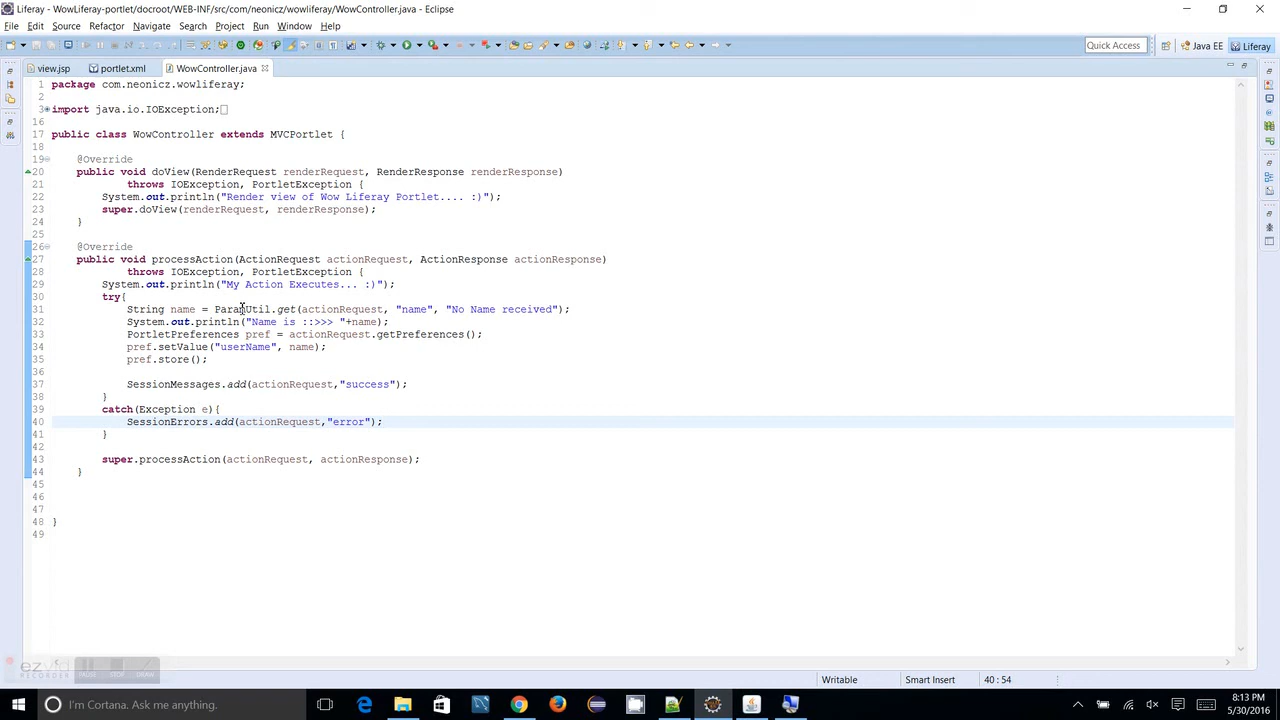 Liferay - WowLiferay-portlet/docroot/WEB-INF/src/com/neonicz/wowliferay/WowController.java - Eclipse
File Edit Source Refactor Navigate Search Project Run Window Help
Quick Access Java EE Liferay
view.jsp portlet.xml WowController.java
1 package com.neonicz.wowliferay;
2
3 import java.io.IOException;
16
17 public class WowController extends MVCPortlet {
18
19 @Override
20 public void doView(RenderRequest renderRequest, RenderResponse renderResponse)
21 throws IOException, PortletException {
22 System.out.println("Render view of Wow Liferay Portlet.... :)");
23 super.doView(renderRequest, renderResponse);
24 }
25
26 @Override
27 public void processAction(ActionRequest actionRequest, ActionResponse actionResponse)
28 throws IOException, PortletException {
29 System.out.println("My Action Executes... :)");
30 try{
31 String name = ParamUtil.get(actionRequest, "name", "No Name received");
32 System.out.println("Name is ::>>> "+name);
33 PortletPreferences pref = actionRequest.getPreferences();
34 pref.setValue("userName", name);
35 pref.store();
36
37 SessionMessages.add(actionRequest,"success");
38 }
39 catch(Exception e){
40 SessionErrors.add(actionRequest,"error");
41 }
42
43 super.processAction(actionRequest, actionResponse);
44 }
45
46
47
48 }
49
ezvid
RECORDER PAUSE STOP DRAW
Writable Smart Insert 40 : 54
I'm Cortana. Ask me anything.
8:13 PM
5/30/2016